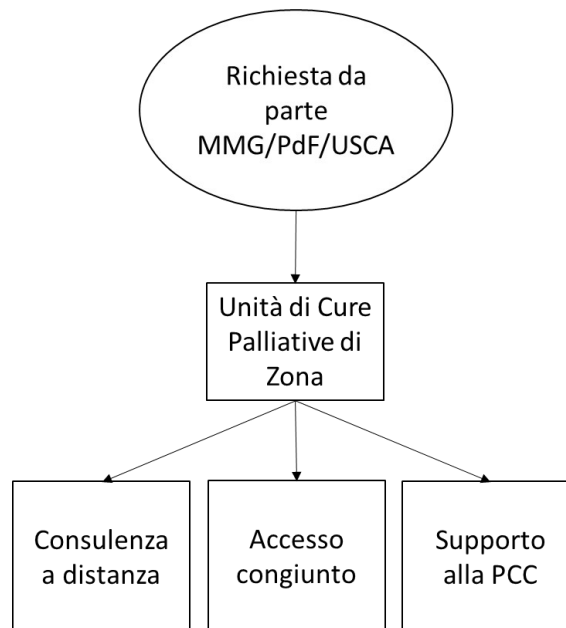 Richiesta da
parte
MMG/PdF/USCA
Unità di Cure
Palliative di
Zona
Consulenza
a distanza
Accesso
congiunto
Supporto
alla PCC